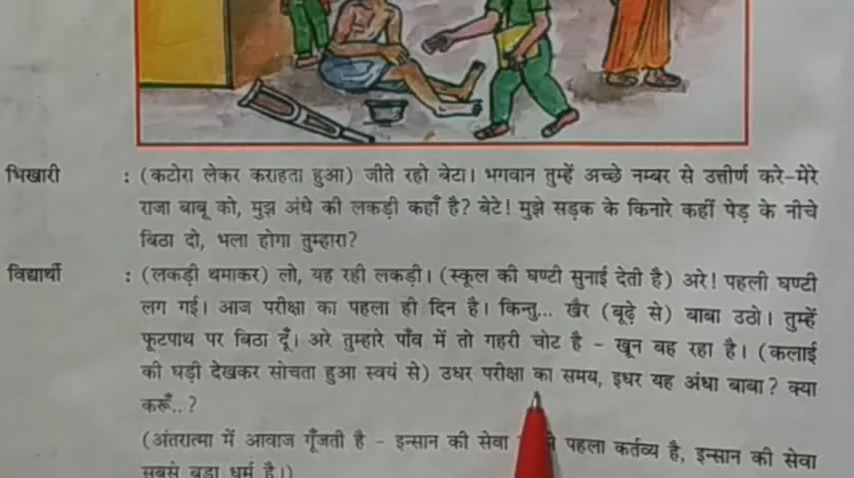 भिखारी : (कटोरा लेकर कराहता हुआ) जीते रहो बेटा। भगवान तुम्हें अच्छे नम्बर से उत्तीर्ण करे-मेरे
राजा बाबू को, मुझ अंधे की लकड़ी कहाँ है? बेटे! मुझे सड़क के किनारे कहीं पेड़ के नीचे
बिठा दो, भला होगा तुम्हारा?
विद्यार्थी : (लकड़ी थमाकर) लो, यह रही लकड़ी। (स्कूल की घण्टी सुनाई देती है) अरे! पहली घण्टी
लग गई। आज परीक्षा का पहला ही दिन है। किन्तु... खैर (बूढ़े से) बाबा उठो। तुम्हें
फूटपाथ पर बिठा दूँ। अरे तुम्हारे पाँव में तो गहरी चोट है - खून बह रहा है। (कलाई
की घड़ी देखकर सोचता हुआ स्वयं से) उधर परीक्षा का समय, इधर यह अंधा बाबा? क्या
करूँ..?
(अंतरात्मा में आवाज गूँजती है - इन्सान की सेवा पहला कर्तव्य है, इन्सान की सेवा
सबसे बड़ा धर्म है।)